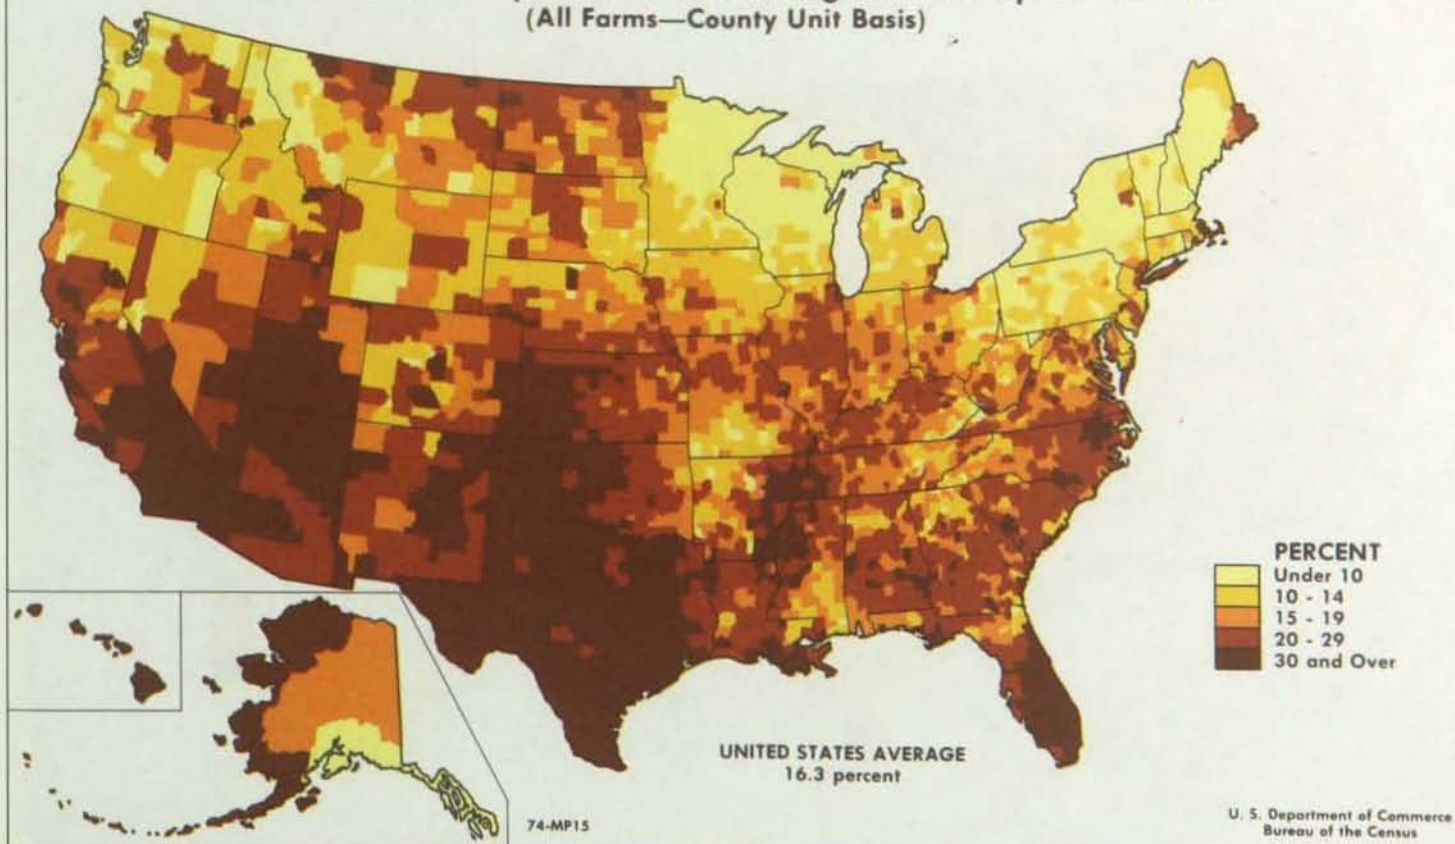 (All Farms—County Unit Basis)
PERCENT
Under 10
10 - 14
15 - 19
20 - 29
30 and Over
UNITED STATES AVERAGE
16.3 percent
74-MP15
U. S. Department of Commerce
Bureau of the Census